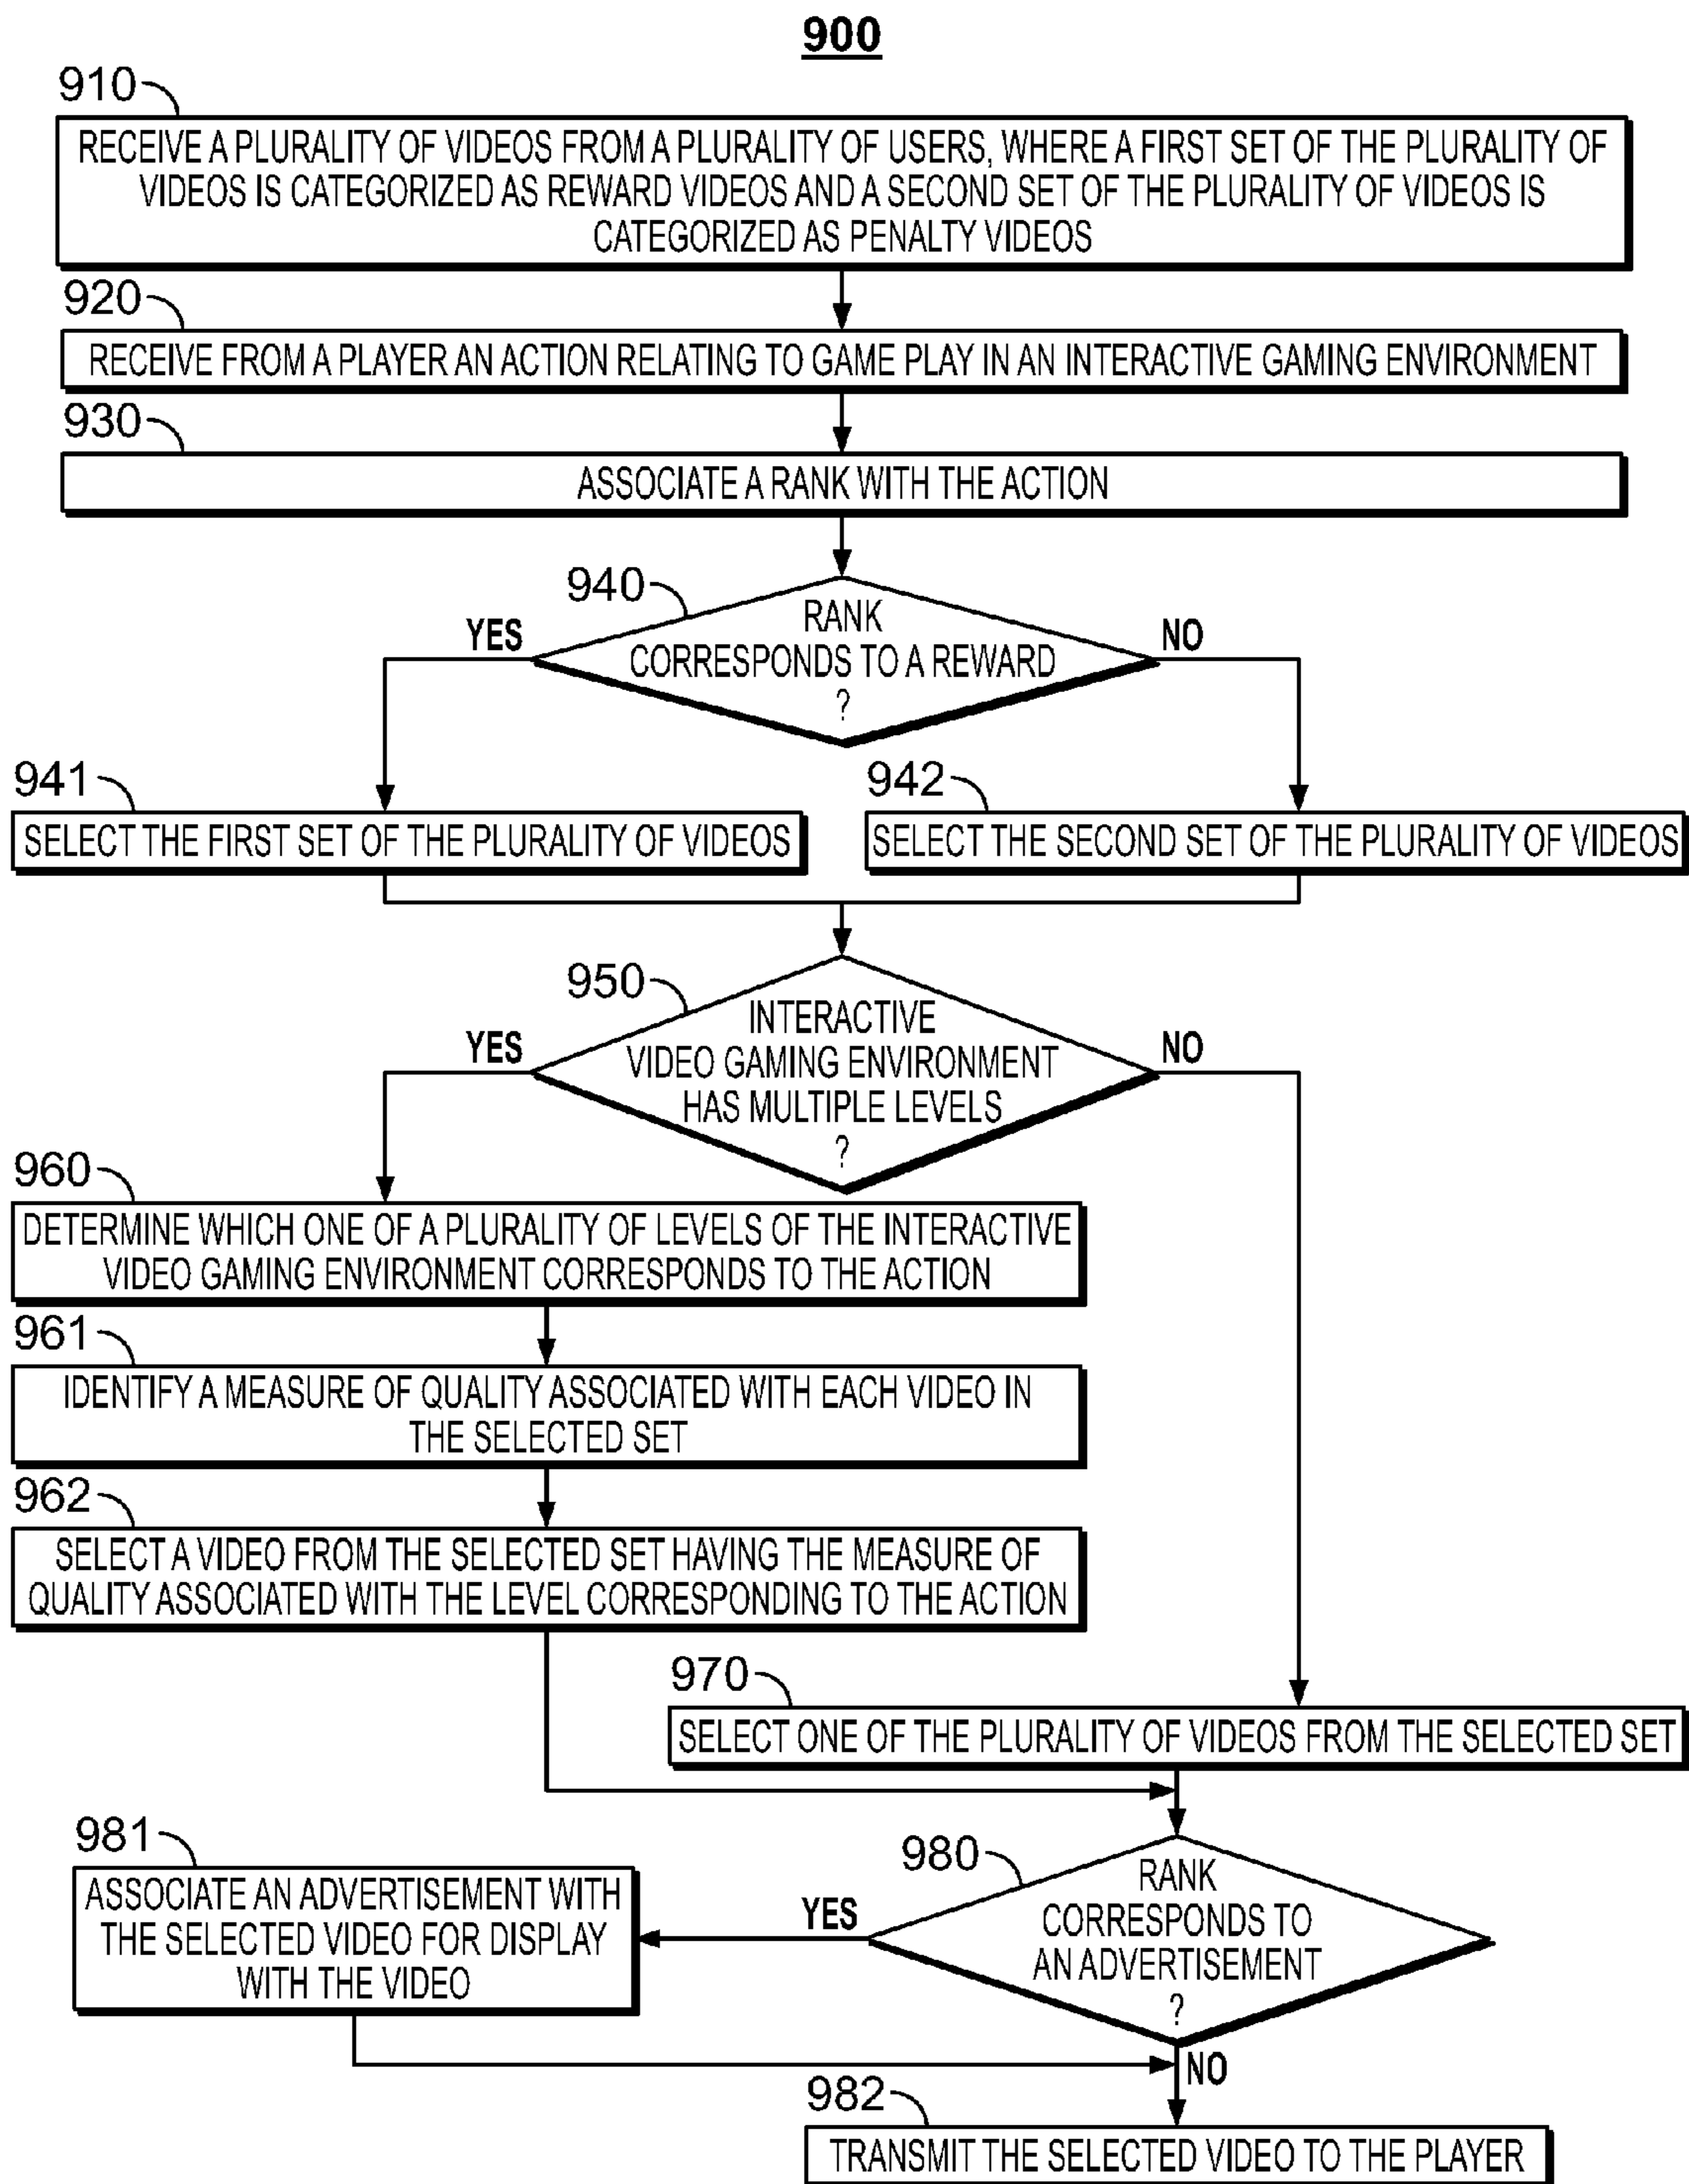 900
910
RECEIVE A PLURALITY OF VIDEOS FROM A PLURALITY OF USERS, WHERE A FIRST SET OF THE PLURALITY OF
VIDEOS IS CATEGORIZED AS REWARD VIDEOS AND A SECOND SET OF THE PLURALITY OF VIDEOS IS
CATEGORIZED AS PENALTY VIDEOS
920
RECEIVE FROM A PLAYER AN ACTION RELATING TO GAME PLAY IN AN INTERACTIVE GAMING ENVIRONMENT
930
ASSOCIATE A RANK WITH THE ACTION
940
RANK
CORRESPONDS TO A REWARD
?
YES
NO
941
SELECT THE FIRST SET OF THE PLURALITY OF VIDEOS
942
SELECT THE SECOND SET OF THE PLURALITY OF VIDEOS
950
INTERACTIVE
VIDEO GAMING ENVIRONMENT
HAS MULTIPLE LEVELS
?
YES
NO
960
DETERMINE WHICH ONE OF A PLURALITY OF LEVELS OF THE INTERACTIVE
VIDEO GAMING ENVIRONMENT CORRESPONDS TO THE ACTION
961
IDENTIFY A MEASURE OF QUALITY ASSOCIATED WITH EACH VIDEO IN
THE SELECTED SET
962
SELECT A VIDEO FROM THE SELECTED SET HAVING THE MEASURE OF
QUALITY ASSOCIATED WITH THE LEVEL CORRESPONDING TO THE ACTION
970
SELECT ONE OF THE PLURALITY OF VIDEOS FROM THE SELECTED SET
980
RANK
CORRESPONDS TO
AN ADVERTISEMENT
?
YES
NO
981
ASSOCIATE AN ADVERTISEMENT WITH
THE SELECTED VIDEO FOR DISPLAY
WITH THE VIDEO
982
TRANSMIT THE SELECTED VIDEO TO THE PLAYER